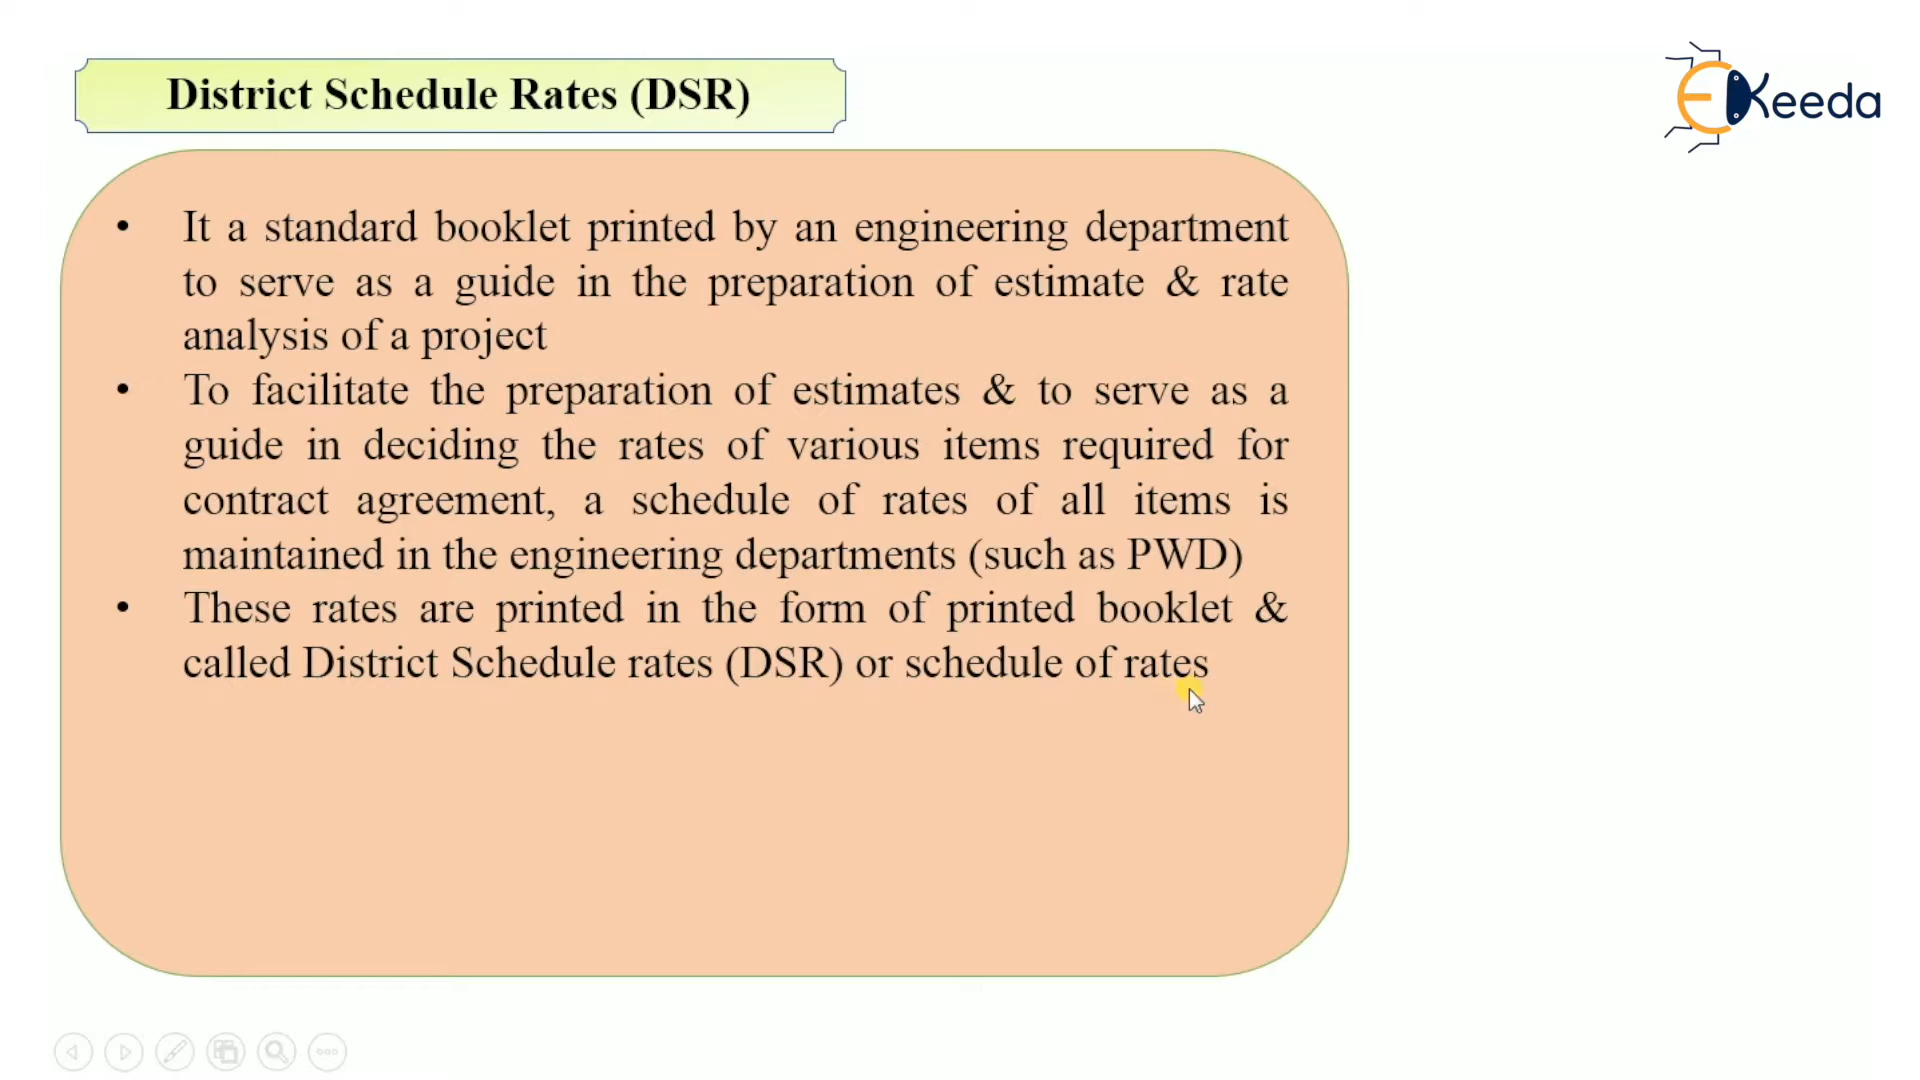 District Schedule Rates (DSR)
EKeeda
• It a standard booklet printed by an engineering department
to serve as a guide in the preparation of estimate & rate
analysis of a project
• To facilitate the preparation of estimates & to serve as a
guide in deciding the rates of various items required for
contract agreement, a schedule of rates of all items is
maintained in the engineering departments (such as PWD)
• These rates are printed in the form of printed booklet &
called District Schedule rates (DSR) or schedule of rates